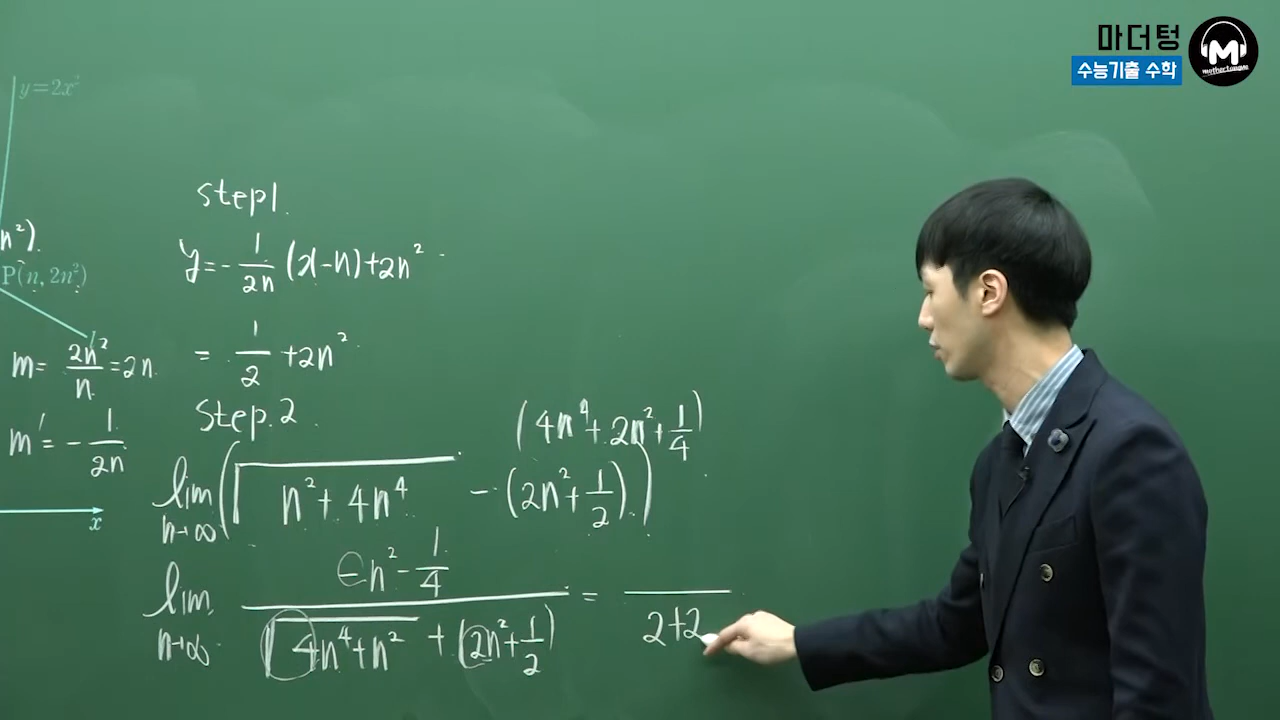 마더텅
수능기출 수학
M
motherTongue
y=2x²
n²).
P(n, 2n²)
m= 2n²/n =2n.
m'= - 1/2n
x
step1.
y=- 1/2n (x-n)+2n².
= 1/2 +2n².
Step.2.
(4n⁴+2n²+1/4)
lim n→∞ (√(n²+4n⁴) - (2n²+1/2))
lim n→∞ (-n²-1/4)/(√(4n⁴+n²) + (2n²+1/2)) = /(2+2